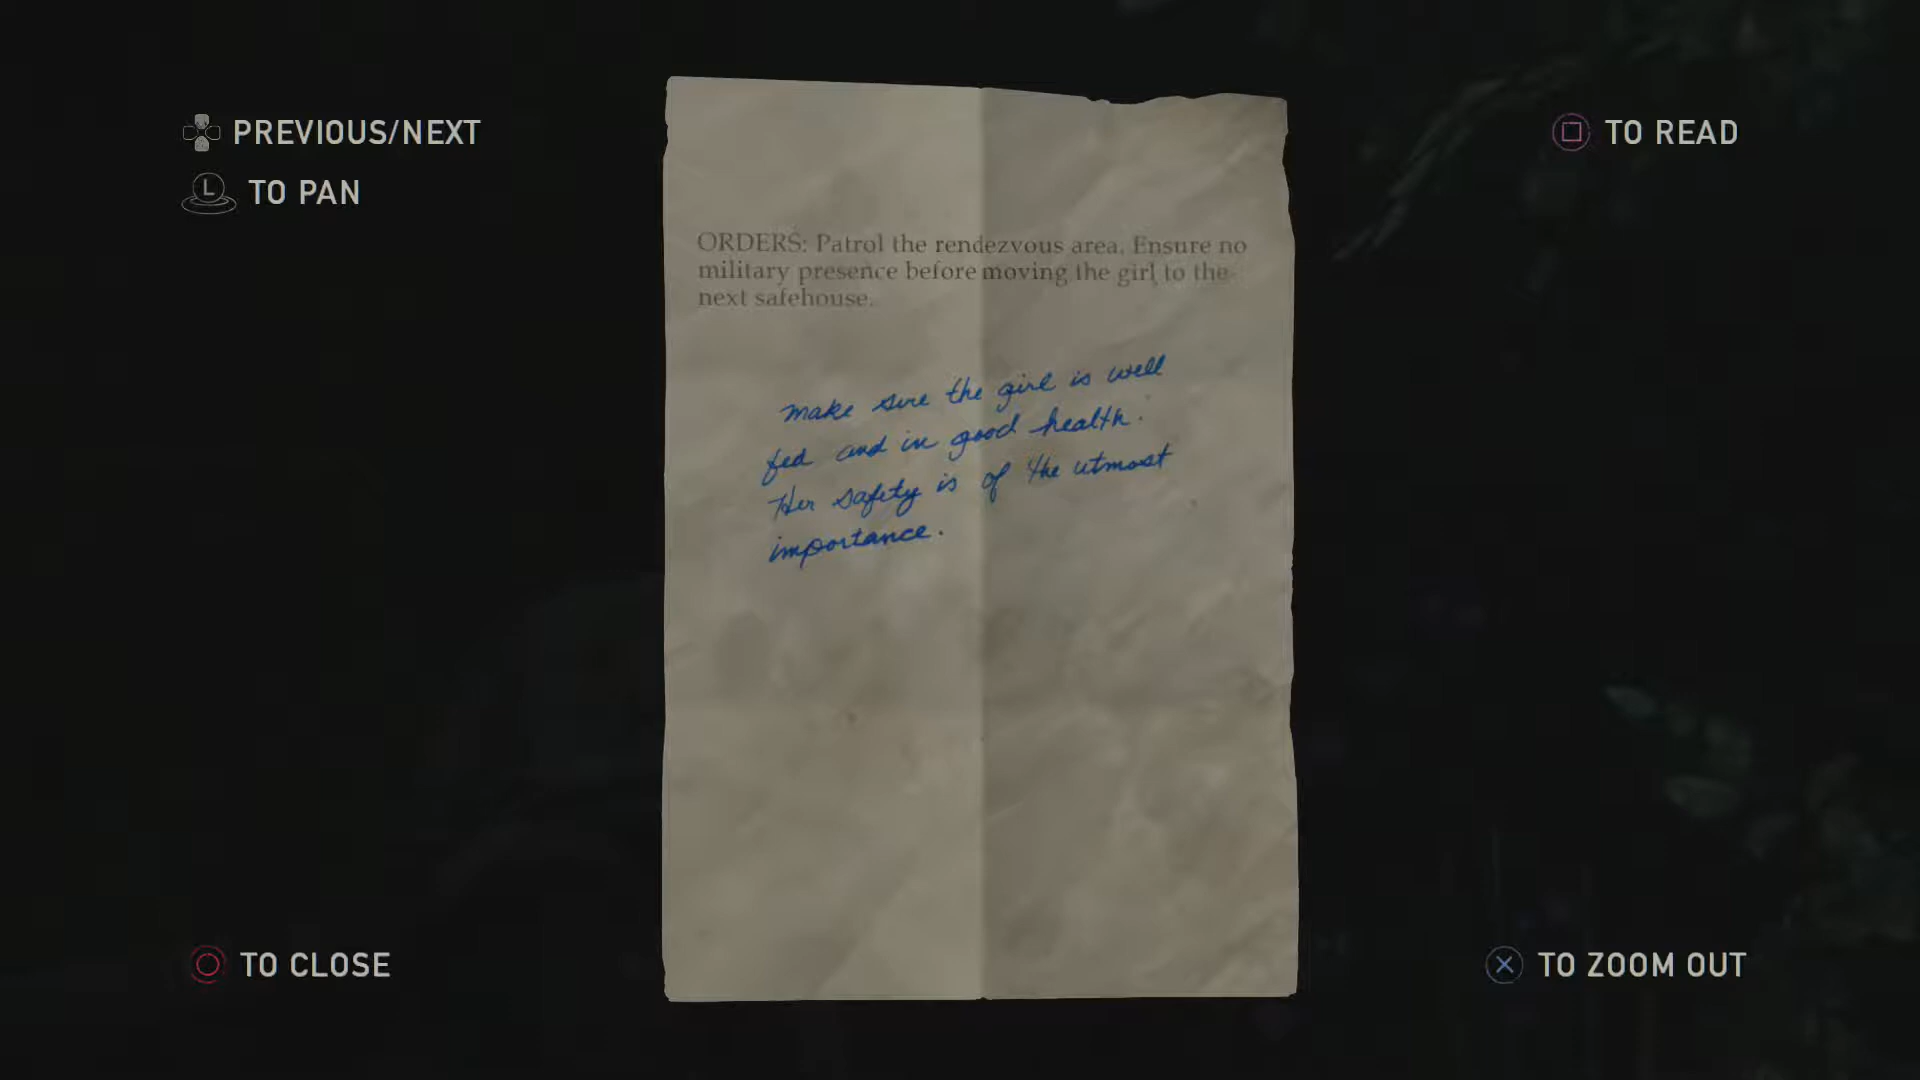 PREVIOUS/NEXT
L TO PAN
TO READ
ORDERS: Patrol the rendezvous area. Ensure no
military presence before moving the girl to the
next safehouse.
make sure the girl is well
fed and in good health.
Her safety is of the utmost
importance.
TO CLOSE
TO ZOOM OUT